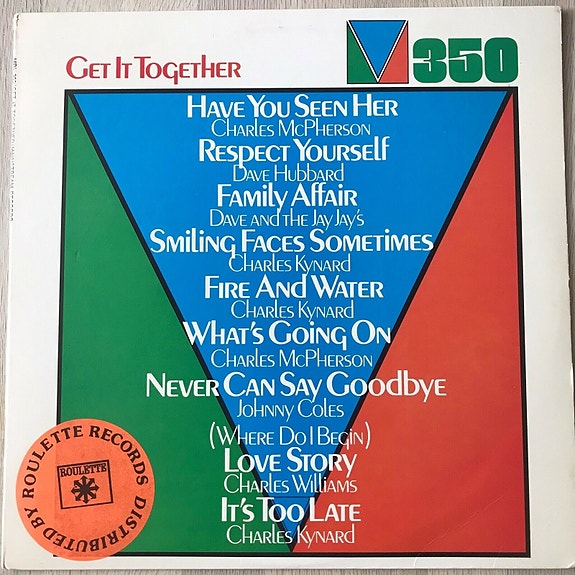 Get It Together
350
Have You Seen Her
Charles McPherson
Respect Yourself
Dave Hubbard
Family Affair
Dave and the Jay Jay's
Smiling Faces Sometimes
Charles Kynard
Fire And Water
Charles Kynard
What's Going On
Charles McPherson
Never Can Say Goodbye
Johnny Coles
(Where Do I Begin)
Love Story
Charles Williams
It's Too Late
Charles Kynard
DISTRIBUTED BY ROULETTE RECORDS
ROULETTE